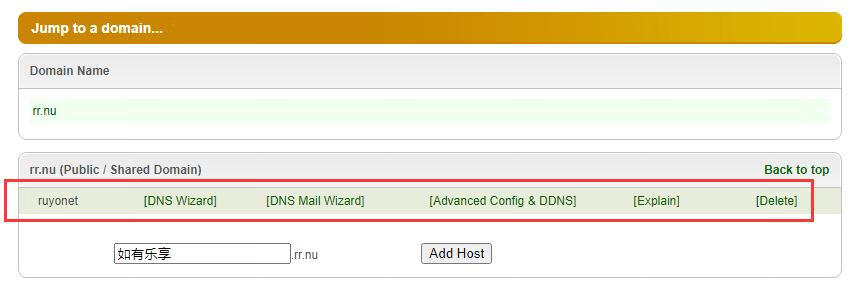 Jump to a domain...
Domain Name
rr.nu
rr.nu (Public / Shared Domain) Back to top
ruyonet [DNS Wizard] [DNS Mail Wizard] [Advanced Config & DDNS] [Explain] [Delete]
如有乐享.rr.nu Add Host